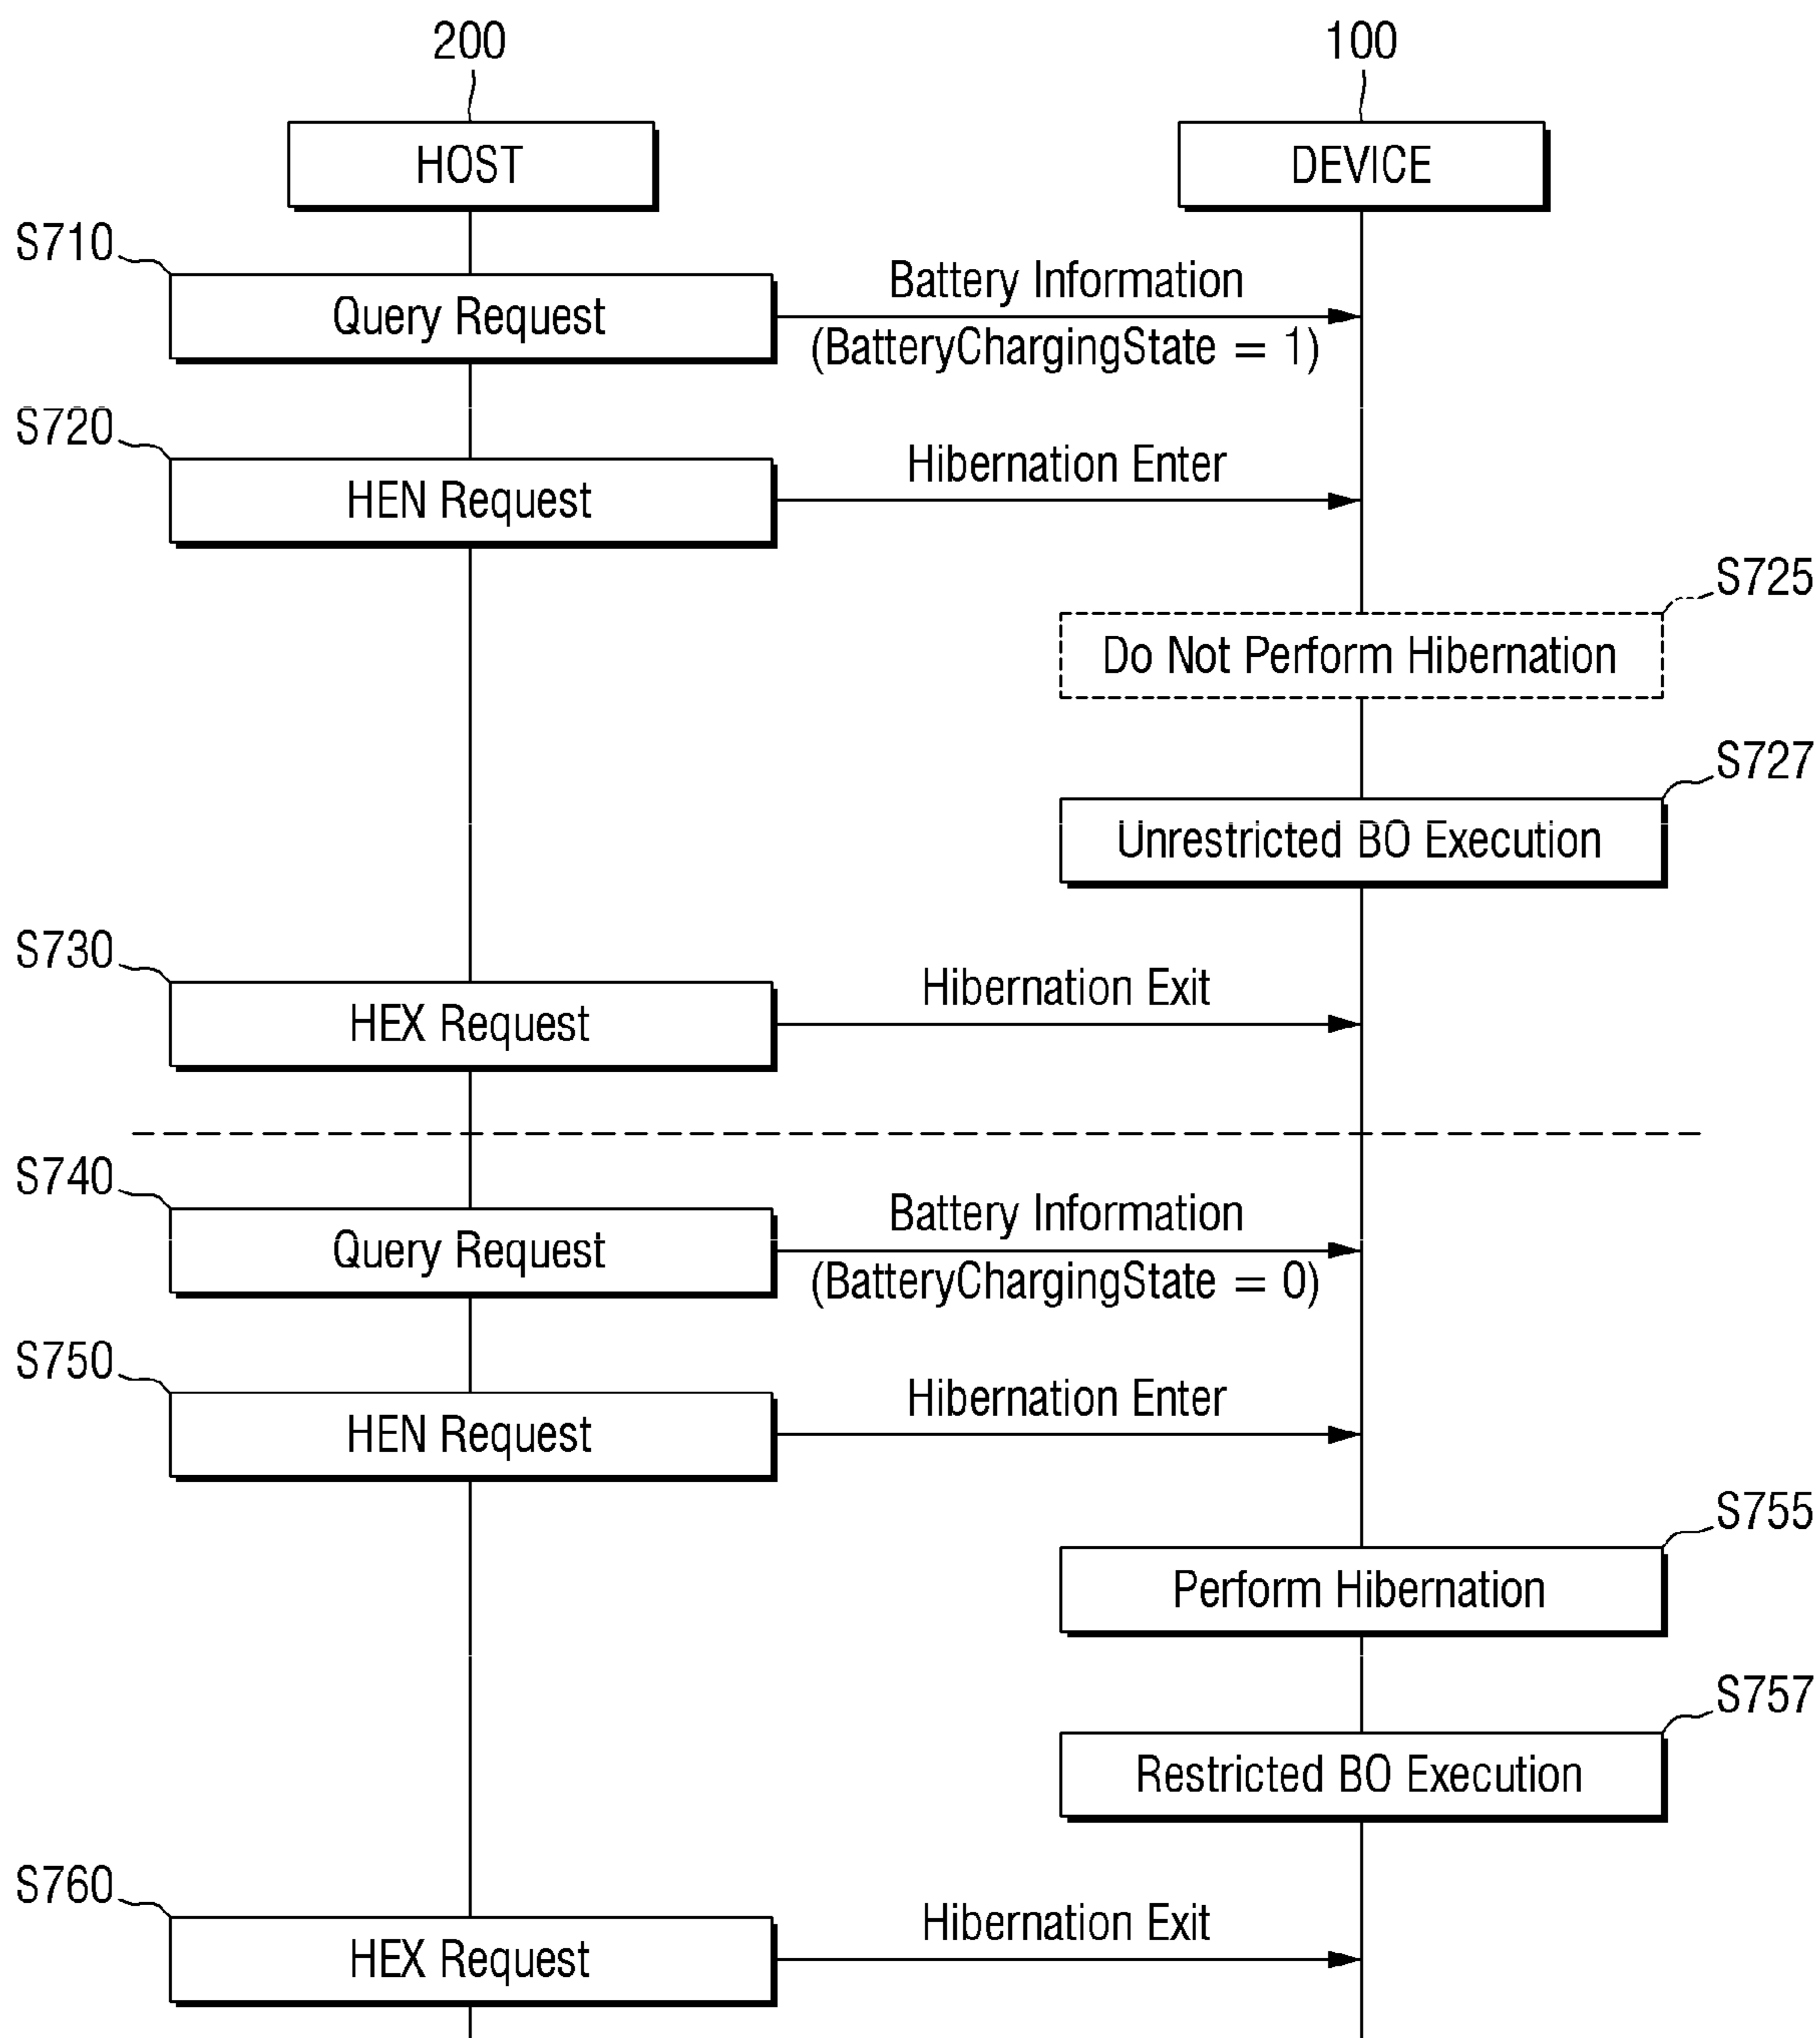 200
100
HOST
DEVICE
S710
Query Request
Battery Information
(BatteryChargingState = 1)
S720
HEN Request
Hibernation Enter
S725
Do Not Perform Hibernation
S727
Unrestricted BO Execution
S730
HEX Request
Hibernation Exit
S740
Query Request
Battery Information
(BatteryChargingState = 0)
S750
HEN Request
Hibernation Enter
S755
Perform Hibernation
S757
Restricted BO Execution
S760
HEX Request
Hibernation Exit